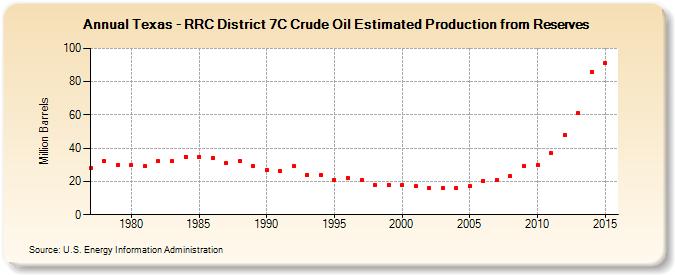 Annual Texas - RRC District 7C Crude Oil Estimated Production from Reserves
Million Barrels
100
80
60
40
20
0
1980 1985 1990 1995 2000 2005 2010 2015
Source: U.S. Energy Information Administration